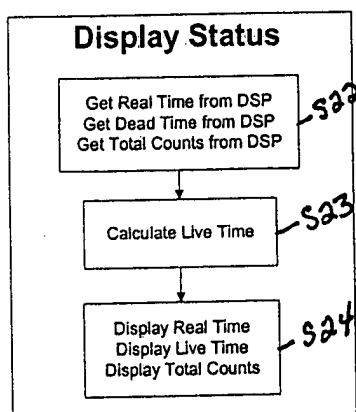 Display Status
Get Real Time from DSP
Get Dead Time from DSP
Get Total Counts from DSP
S22
Calculate Live Time
S23
Display Real Time
Display Live Time
Display Total Counts
S24